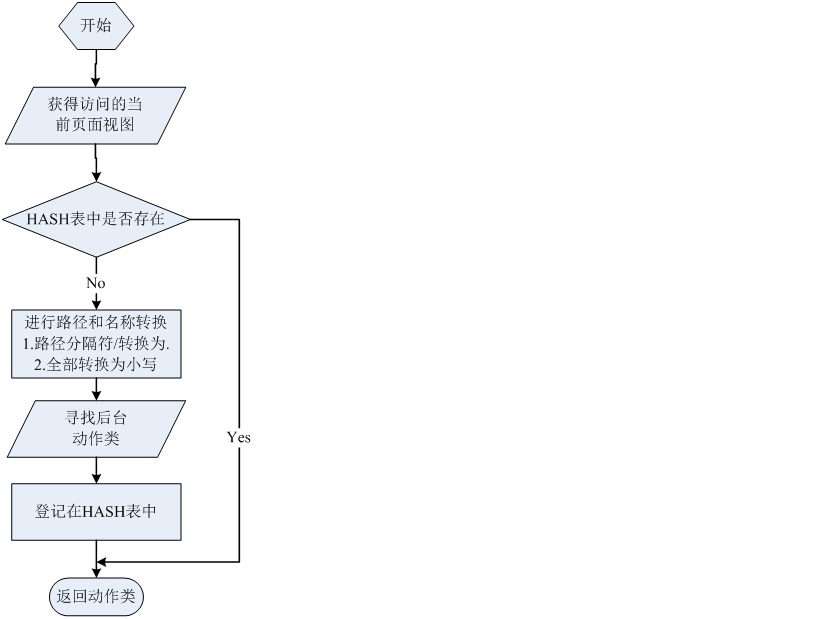 开始
获得访问的当
前页面视图
HASH表中是否存在
No
进行路径和名称转换
1.路径分隔符/转换为.
2.全部转换为小写
寻找后台
动作类
Yes
登记在HASH表中
返回动作类